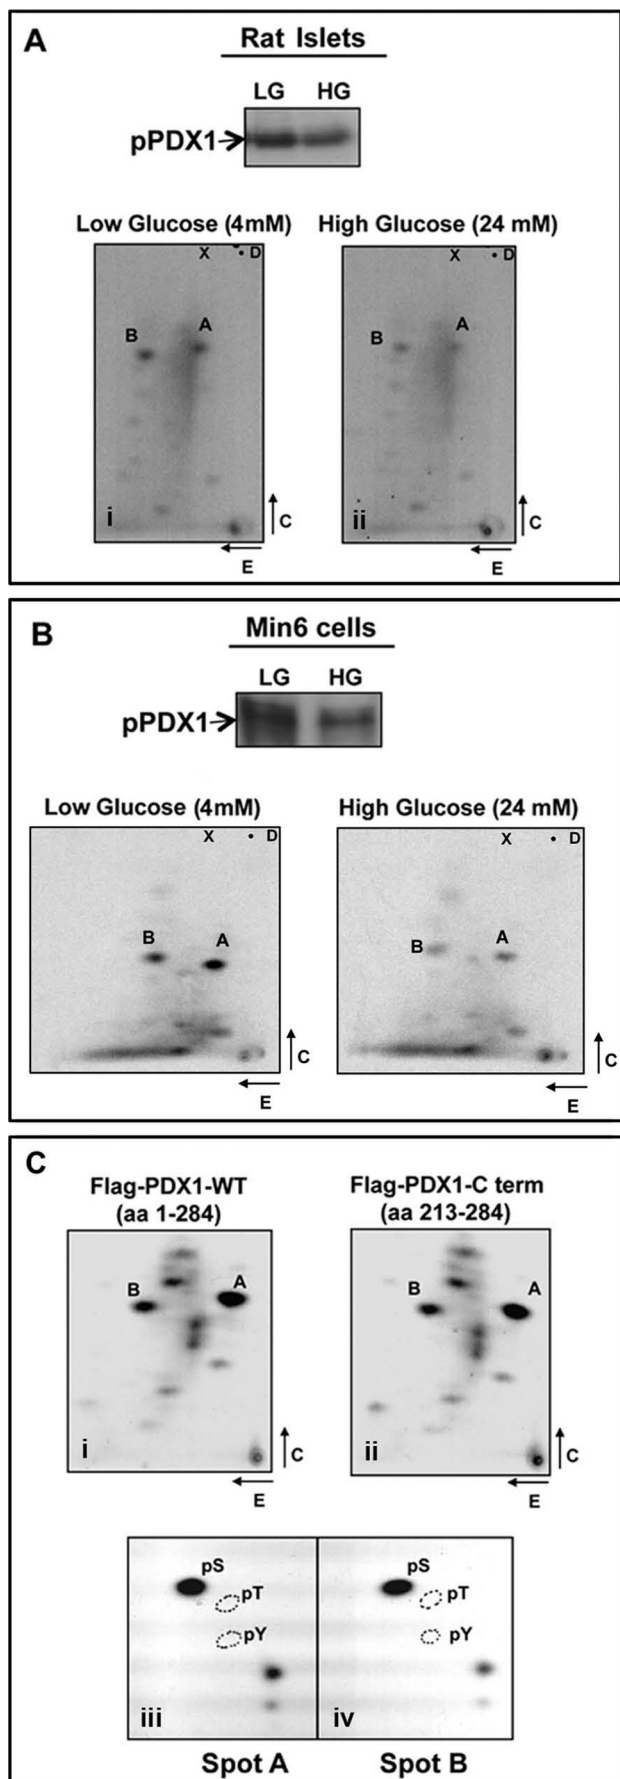 A
Rat Islets
LG HG
pPDX1
Low Glucose (4mM) High Glucose (24 mM)
X D X D
B A B A
i ii
C C
E E
B
Min6 cells
LG HG
pPDX1
Low Glucose (4mM) High Glucose (24 mM)
X D X D
B A B A
C C
E E
C
Flag-PDX1-WT Flag-PDX1-C term
(aa 1-284) (aa 213-284)
B A B A
i ii
C C
E E
pS pS
pT pT
pY pY
iii iv
Spot A Spot B